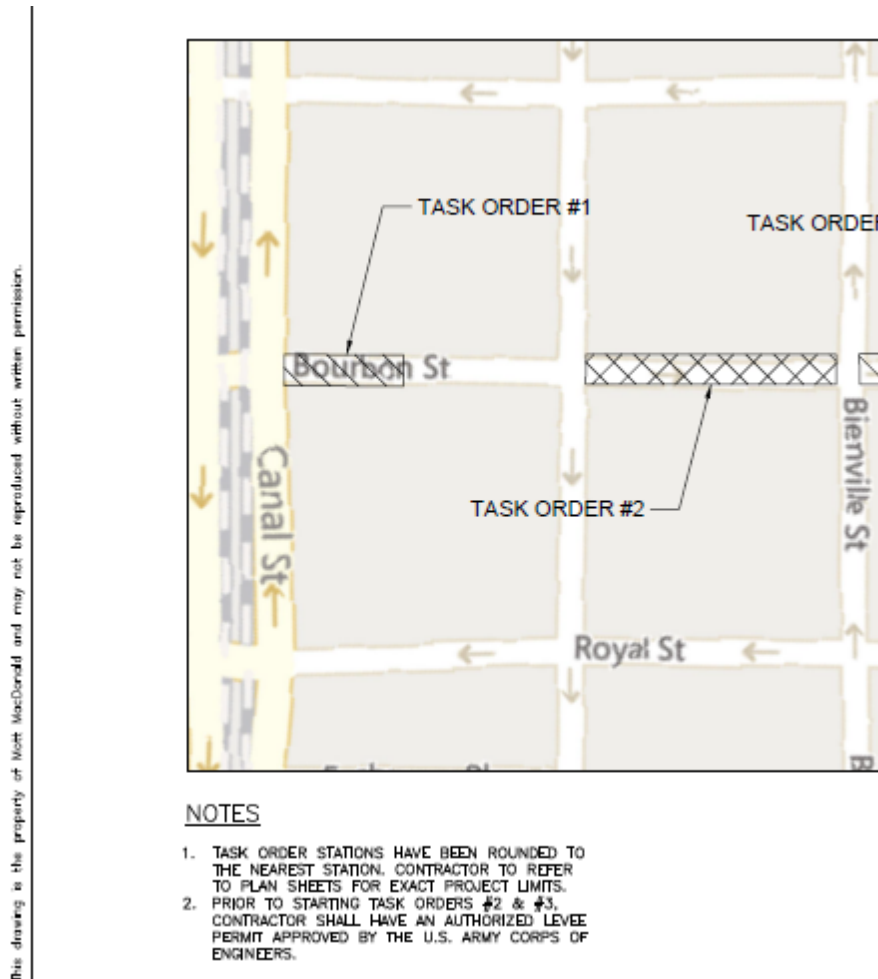 TASK ORDER #1
TASK ORDER
Bourbon St
Canal St
Bienville St
TASK ORDER #2
Royal St
NOTES
1. TASK ORDER STATIONS HAVE BEEN ROUNDED TO
THE NEAREST STATION. CONTRACTOR TO REFER
TO PLAN SHEETS FOR EXACT PROJECT LIMITS.
2. PRIOR TO STARTING TASK ORDERS #2 & #3,
CONTRACTOR SHALL HAVE AN AUTHORIZED LEVEE
PERMIT APPROVED BY THE U.S. ARMY CORPS OF
ENGINEERS.
This drawing is the property of Mott MacDonald and may not be reproduced without written permission.